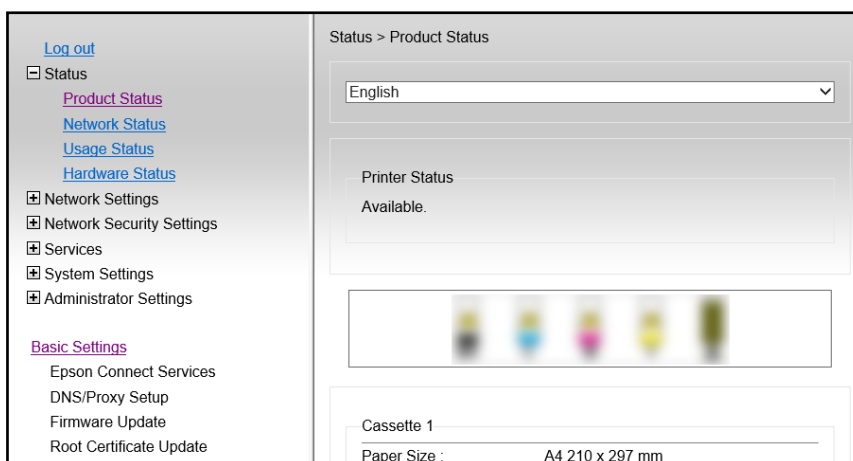 Log out
Status
Product Status
Network Status
Usage Status
Hardware Status
Network Settings
Network Security Settings
Services
System Settings
Administrator Settings
Basic Settings
Epson Connect Services
DNS/Proxy Setup
Firmware Update
Root Certificate Update
Status > Product Status
English
Printer Status
Available.
Cassette 1
Paper Size : A4 210 x 297 mm